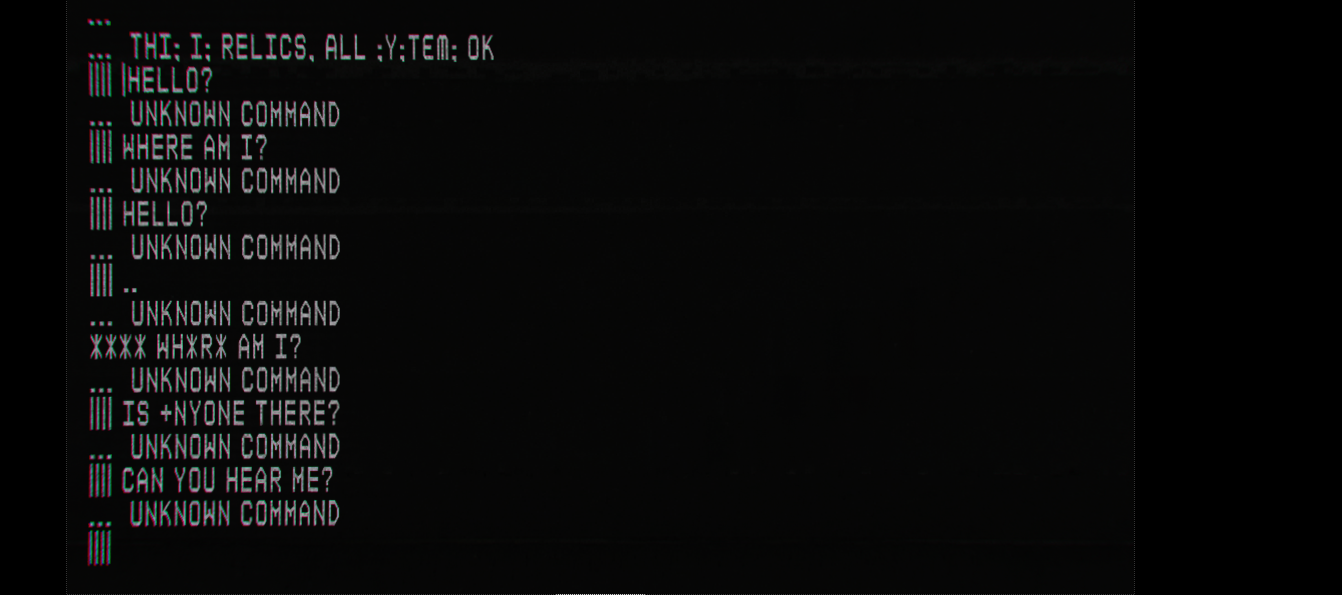 ...
... THI; I; RELICS, ALL ;Y;TEM; OK
|||| |HELLO?
... UNKNOWN COMMAND
|||| WHERE AM I?
... UNKNOWN COMMAND
|||| HELLO?
... UNKNOWN COMMAND
|||| ..
... UNKNOWN COMMAND
**** WH*R* AM I?
... UNKNOWN COMMAND
|||| IS +NYONE THERE?
... UNKNOWN COMMAND
|||| CAN YOU HEAR ME?
... UNKNOWN COMMAND
||||